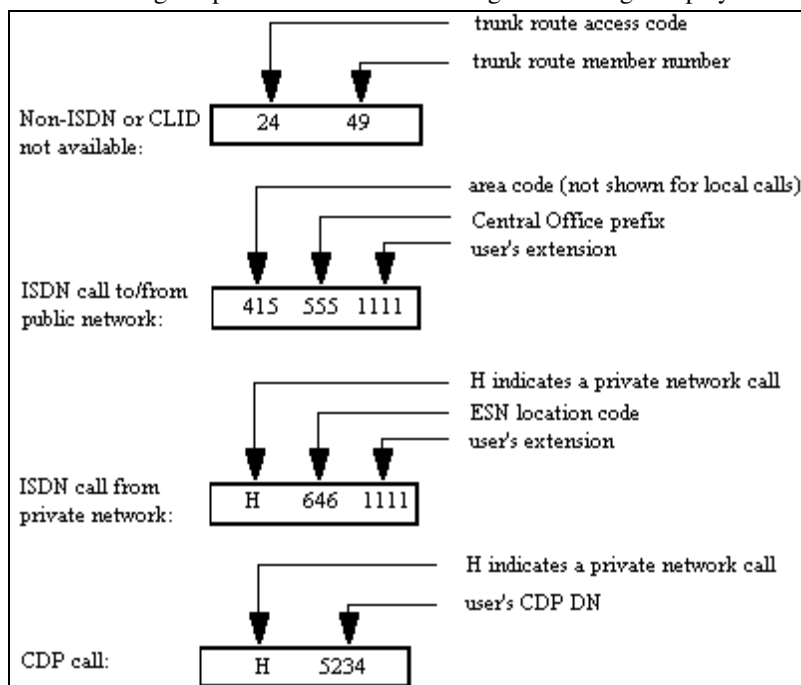 trunk route access code
trunk route member number
Non-ISDN or CLID
not available:
24 49
area code (not shown for local calls)
Central Office prefix
user's extension
ISDN call to/from
public network:
415 555 1111
H indicates a private network call
ESN location code
user's extension
ISDN call from
private network:
H 646 1111
H indicates a private network call
user's CDP DN
CDP call:
H 5234